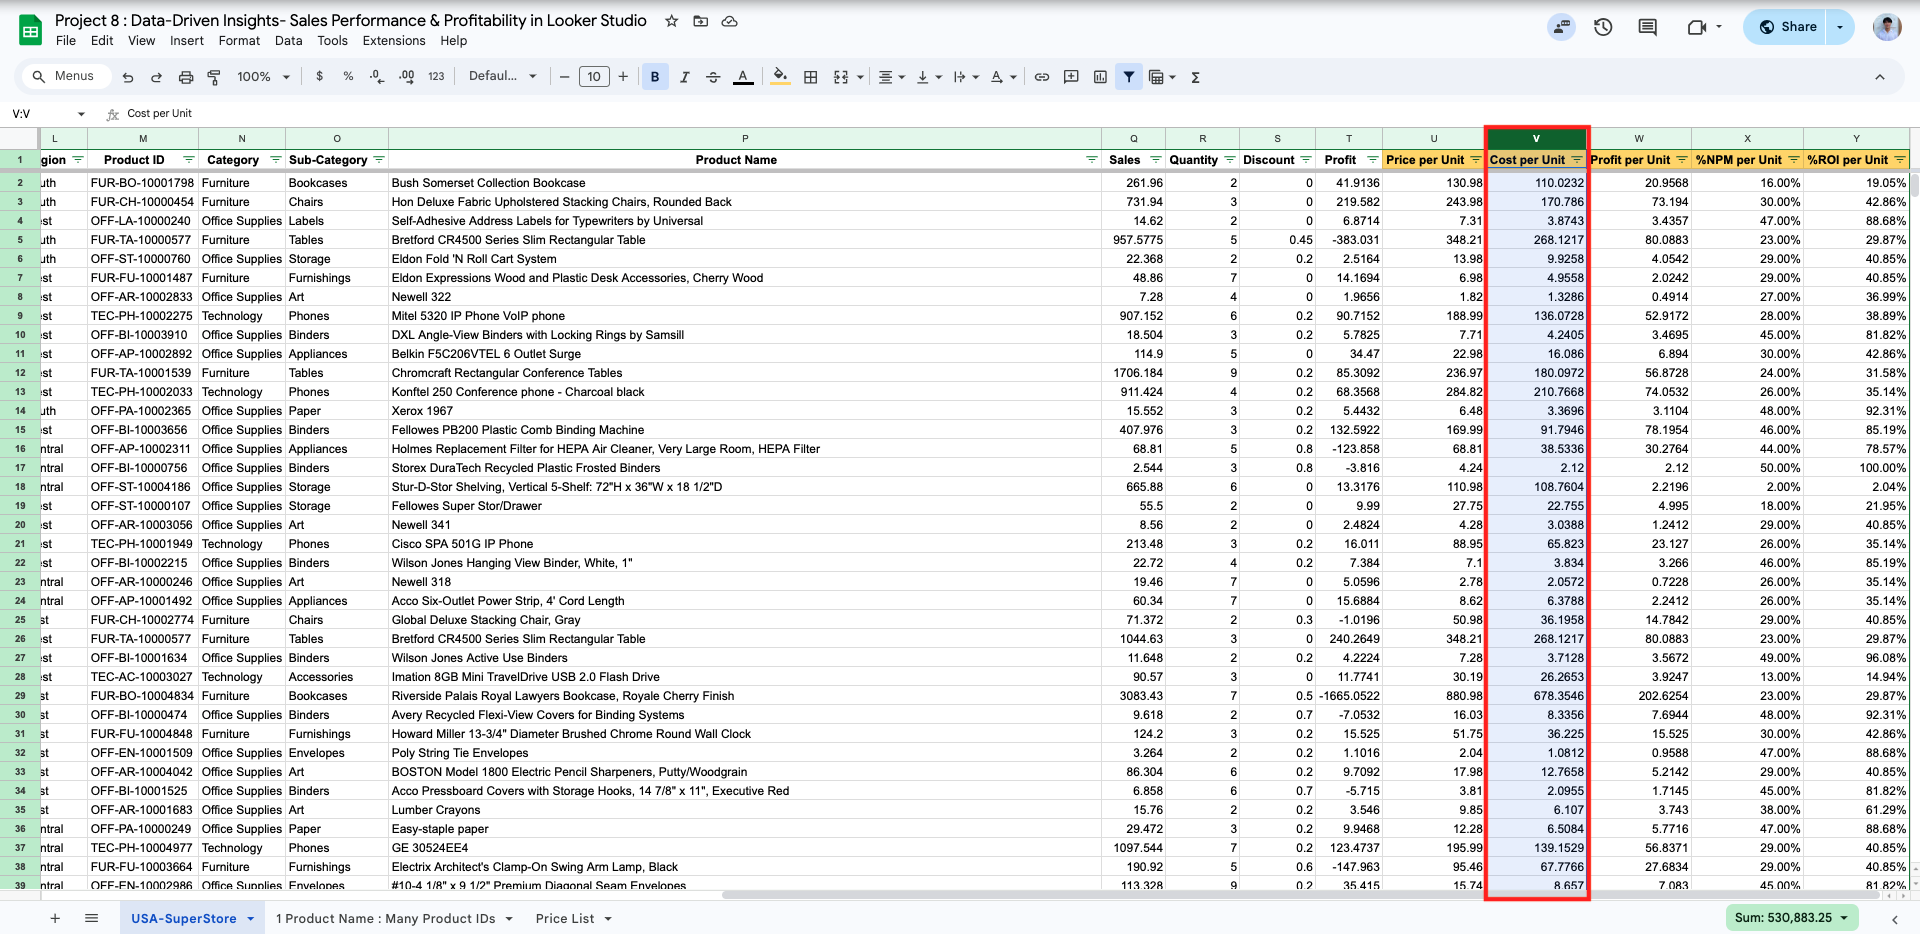 Project 8 : Data-Driven Insights- Sales Performance & Profitability in Looker Studio
File Edit View Insert Format Data Tools Extensions Help
Share
Menus 100% $ % .0 .00 123 Defaul... 10 B I A
V:V Cost per Unit
L M N O P Q R S T U V W X Y
1 gion Product ID Category Sub-Category Product Name Sales Quantity Discount Profit Price per Unit Cost per Unit Profit per Unit %NPM per Unit %ROI per Unit
2 uth FUR-BO-10001798 Furniture Bookcases Bush Somerset Collection Bookcase 261.96 2 0 41.9136 130.98 110.0232 20.9568 16.00% 19.05%
3 uth FUR-CH-10000454 Furniture Chairs Hon Deluxe Fabric Upholstered Stacking Chairs, Rounded Back 731.94 3 0 219.582 243.98 170.786 73.194 30.00% 42.86%
4 est OFF-LA-10000240 Office Supplies Labels Self-Adhesive Address Labels for Typewriters by Universal 14.62 2 0 6.8714 7.31 3.8743 3.4357 47.00% 88.68%
5 uth FUR-TA-10000577 Furniture Tables Bretford CR4500 Series Slim Rectangular Table 957.5775 5 0.45 -383.031 348.21 268.1217 80.0883 23.00% 29.87%
6 uth OFF-ST-10000760 Office Supplies Storage Eldon Fold 'N Roll Cart System 22.368 2 0.2 2.5164 13.98 9.9258 4.0542 29.00% 40.85%
7 est FUR-FU-10001487 Furniture Furnishings Eldon Expressions Wood and Plastic Desk Accessories, Cherry Wood 48.86 7 0 14.1694 6.98 4.9558 2.0242 29.00% 40.85%
8 est OFF-AR-10002833 Office Supplies Art Newell 322 7.28 4 0 1.9656 1.82 1.3286 0.4914 27.00% 36.99%
9 est TEC-PH-10002275 Technology Phones Mitel 5320 IP Phone VoIP phone 907.152 6 0.2 90.7152 188.99 136.0728 52.9172 28.00% 38.89%
10 est OFF-BI-10003910 Office Supplies Binders DXL Angle-View Binders with Locking Rings by Samsill 18.504 3 0.2 5.7825 7.71 4.2405 3.4695 45.00% 81.82%
11 est OFF-AP-10002892 Office Supplies Appliances Belkin F5C206VTEL 6 Outlet Surge 114.9 5 0 34.47 22.98 16.086 6.894 30.00% 42.86%
12 est FUR-TA-10001539 Furniture Tables Chromcraft Rectangular Conference Tables 1706.184 9 0.2 85.3092 236.97 180.0972 56.8728 24.00% 31.58%
13 est TEC-PH-10002033 Technology Phones Konftel 250 Conference phone - Charcoal black 911.424 4 0.2 68.3568 284.82 210.7668 74.0532 26.00% 35.14%
14 uth OFF-PA-10002365 Office Supplies Paper Xerox 1967 15.552 3 0.2 5.4432 6.48 3.3696 3.1104 48.00% 92.31%
15 est OFF-BI-10003656 Office Supplies Binders Fellowes PB200 Plastic Comb Binding Machine 407.976 3 0.2 132.5922 169.99 91.7946 78.1954 46.00% 85.19%
16 ntral OFF-AP-10002311 Office Supplies Appliances Holmes Replacement Filter for HEPA Air Cleaner, Very Large Room, HEPA Filter 68.81 5 0.8 -123.858 68.81 38.5336 30.2764 44.00% 78.57%
17 ntral OFF-BI-10000756 Office Supplies Binders Storex DuraTech Recycled Plastic Frosted Binders 2.544 3 0.8 -3.816 4.24 2.12 2.12 50.00% 100.00%
18 ntral OFF-ST-10004186 Office Supplies Storage Stur-D-Stor Shelving, Vertical 5-Shelf: 72"H x 36"W x 18 1/2"D 665.88 6 0 13.3176 110.98 108.7604 2.2196 2.00% 2.04%
19 est OFF-ST-10000107 Office Supplies Storage Fellowes Super Stor/Drawer 55.5 2 0 9.99 27.75 22.755 4.995 18.00% 21.95%
20 est OFF-AR-10003056 Office Supplies Art Newell 341 8.56 2 0 2.4824 4.28 3.0388 1.2412 29.00% 40.85%
21 est TEC-PH-10001949 Technology Phones Cisco SPA 501G IP Phone 213.48 3 0.2 16.011 88.95 65.823 23.127 26.00% 35.14%
22 est OFF-BI-10002215 Office Supplies Binders Wilson Jones Hanging View Binder, White, 1" 22.72 4 0.2 7.384 7.1 3.834 3.266 46.00% 85.19%
23 ntral OFF-AR-10000246 Office Supplies Art Newell 318 19.46 7 0 5.0596 2.78 2.0572 0.7228 26.00% 35.14%
24 ntral OFF-AP-10001492 Office Supplies Appliances Acco Six-Outlet Power Strip, 4' Cord Length 60.34 7 0 15.6884 8.62 6.3788 2.2412 26.00% 35.14%
25 st FUR-CH-10002774 Furniture Chairs Global Deluxe Stacking Chair, Gray 71.372 2 0.3 -1.0196 50.98 36.1958 14.7842 29.00% 40.85%
26 est FUR-TA-10000577 Furniture Tables Bretford CR4500 Series Slim Rectangular Table 1044.63 3 0 240.2649 348.21 268.1217 80.0883 23.00% 29.87%
27 est OFF-BI-10001634 Office Supplies Binders Wilson Jones Active Use Binders 11.648 2 0.2 4.2224 7.28 3.7128 3.5672 49.00% 96.08%
28 est TEC-AC-10003027 Technology Accessories Imation 8GB Mini TravelDrive USB 2.0 Flash Drive 90.57 3 0 11.7741 30.19 26.2653 3.9247 13.00% 14.94%
29 st FUR-BO-10004834 Furniture Bookcases Riverside Palais Royal Lawyers Bookcase, Royale Cherry Finish 3083.43 7 0.5 -1665.0522 880.98 678.3546 202.6254 23.00% 29.87%
30 st OFF-BI-10000474 Office Supplies Binders Avery Recycled Flexi-View Covers for Binding Systems 9.618 2 0.7 -7.0532 16.03 8.3356 7.6944 48.00% 92.31%
31 st FUR-FU-10004848 Furniture Furnishings Howard Miller 13-3/4" Diameter Brushed Chrome Round Wall Clock 124.2 3 0.2 15.525 51.75 36.225 15.525 30.00% 42.86%
32 st OFF-EN-10001509 Office Supplies Envelopes Poly String Tie Envelopes 3.264 2 0.2 1.1016 2.04 1.0812 0.9588 47.00% 88.68%
33 st OFF-AR-10004042 Office Supplies Art BOSTON Model 1800 Electric Pencil Sharpeners, Putty/Woodgrain 86.304 6 0.2 9.7092 17.98 12.7658 5.2142 29.00% 40.85%
34 st OFF-BI-10001525 Office Supplies Binders Acco Pressboard Covers with Storage Hooks, 14 7/8" x 11", Executive Red 6.858 6 0.7 -5.715 3.81 2.0955 1.7145 45.00% 81.82%
35 st OFF-AR-10001683 Office Supplies Art Lumber Crayons 15.76 2 0.2 3.546 9.85 6.107 3.743 38.00% 61.29%
36 ntral OFF-PA-10000249 Office Supplies Paper Easy-staple paper 29.472 3 0.2 9.9468 12.28 6.5084 5.7716 47.00% 88.68%
37 ntral TEC-PH-10004977 Technology Phones GE 30524EE4 1097.544 7 0.2 123.4737 195.99 139.1529 56.8371 29.00% 40.85%
38 ntral FUR-FU-10003664 Furniture Furnishings Electrix Architect's Clamp-On Swing Arm Lamp, Black 190.92 5 0.6 -147.963 95.46 67.7766 27.6834 29.00% 40.85%
39 ntral OFF-EN-10002986 Office Supplies Envelopes #10-4 1/8" x 9 1/2" Premium Diagonal Seam Envelopes 113.328 9 0.2 35.415 15.74 8.657 7.083 45.00% 81.82%
USA-SuperStore 1 Product Name : Many Product IDs Price List Sum: 530,883.25